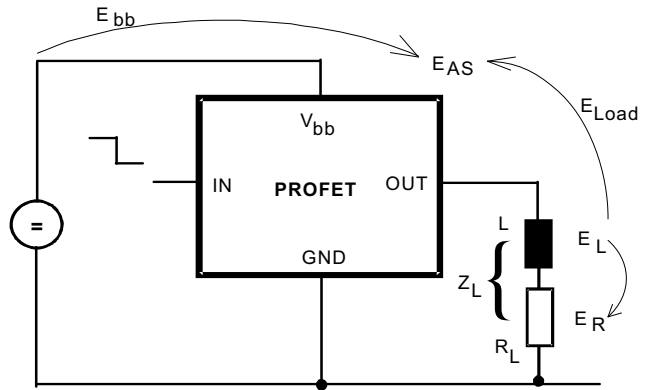 E bb
E AS
E Load
V bb
IN
PROFET
OUT
GND
=
L
Z L
{
R L
E L
E R